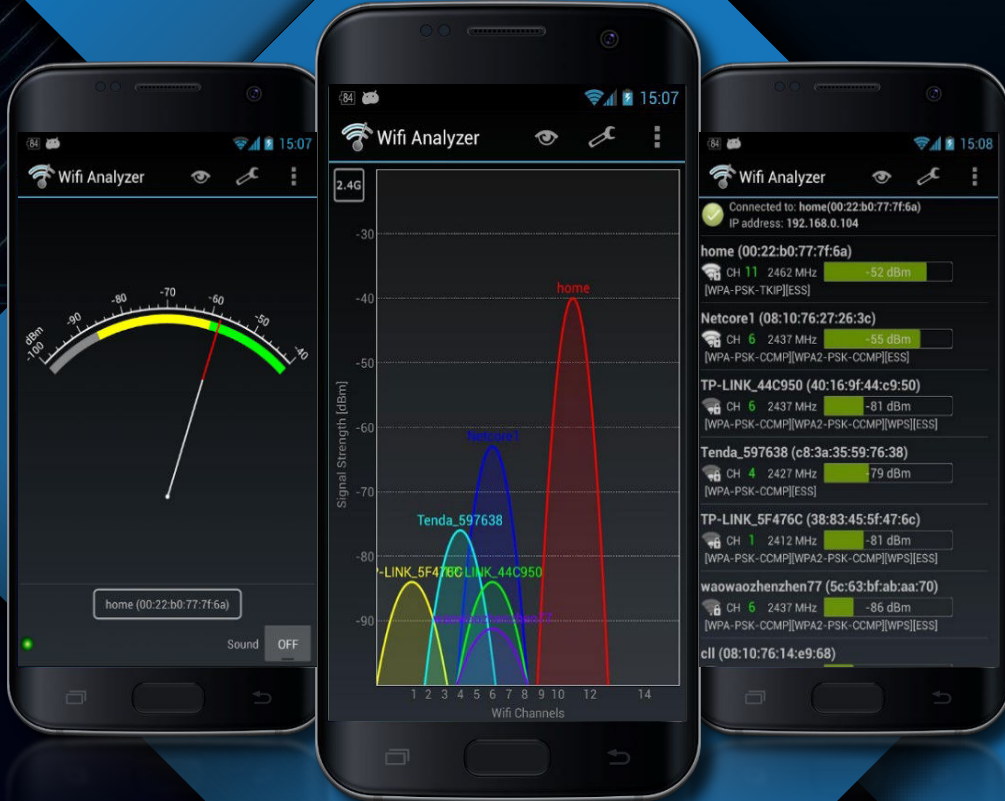 84
15:07
Wifi Analyzer
dBm
-100
-90
-80
-70
-60
-50
-40
home (00:22:b0:77:7f:6a)
Sound OFF
84
15:07
Wifi Analyzer
2.4G
Signal Strength [dBm]
-30
-40
-50
-60
-70
-80
-90
home
Netcore1
Tenda_597638
P-LINK_5F476C
LINK_44C950
1 2 3 4 5 6 7 8 9 10 12 14
Wifi Channels
84
15:08
Wifi Analyzer
Connected to: home(00:22:b0:77:7f:6a)
IP address: 192.168.0.104
home (00:22:b0:77:7f:6a)
CH 11 2462 MHz -52 dBm
[WPA-PSK-TKIP][ESS]
Netcore1 (08:10:76:27:26:3c)
CH 6 2437 MHz -55 dBm
[WPA-PSK-CCMP][WPA2-PSK-CCMP][ESS]
TP-LINK_44C950 (40:16:9f:44:c9:50)
CH 6 2437 MHz -81 dBm
[WPA-PSK-CCMP][WPA2-PSK-CCMP][WPS][ESS]
Tenda_597638 (c8:3a:35:59:76:38)
CH 4 2427 MHz -79 dBm
[WPA-PSK-CCMP][ESS]
TP-LINK_5F476C (38:83:45:5f:47:6c)
CH 1 2412 MHz -81 dBm
[WPA-PSK-CCMP][WPA2-PSK-CCMP][WPS][ESS]
waowaozhenzhen77 (5c:63:bf:ab:aa:70)
CH 6 2437 MHz -86 dBm
[WPA-PSK-CCMP][WPA2-PSK-CCMP][WPS][ESS]
cll (08:10:76:14:e9:68)